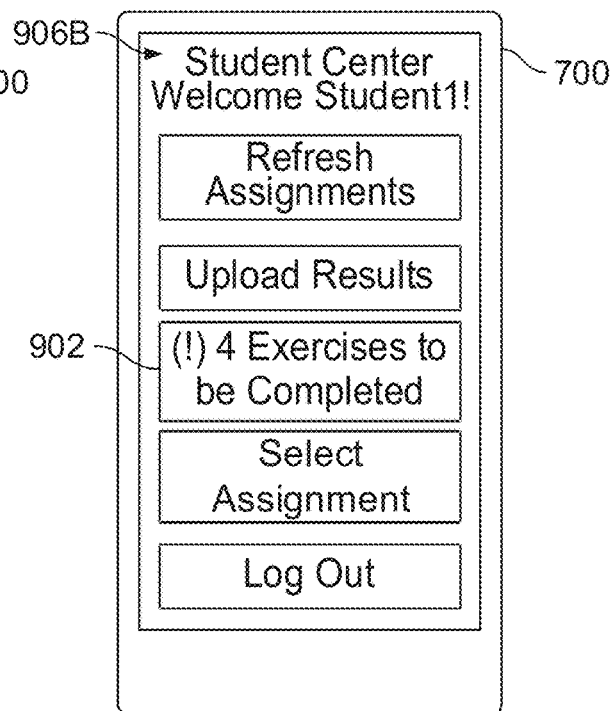 906B
Student Center
Welcome Student1!
00
700
Refresh
Assignments
Upload Results
902
(!) 4 Exercises to
be Completed
Select
Assignment
Log Out